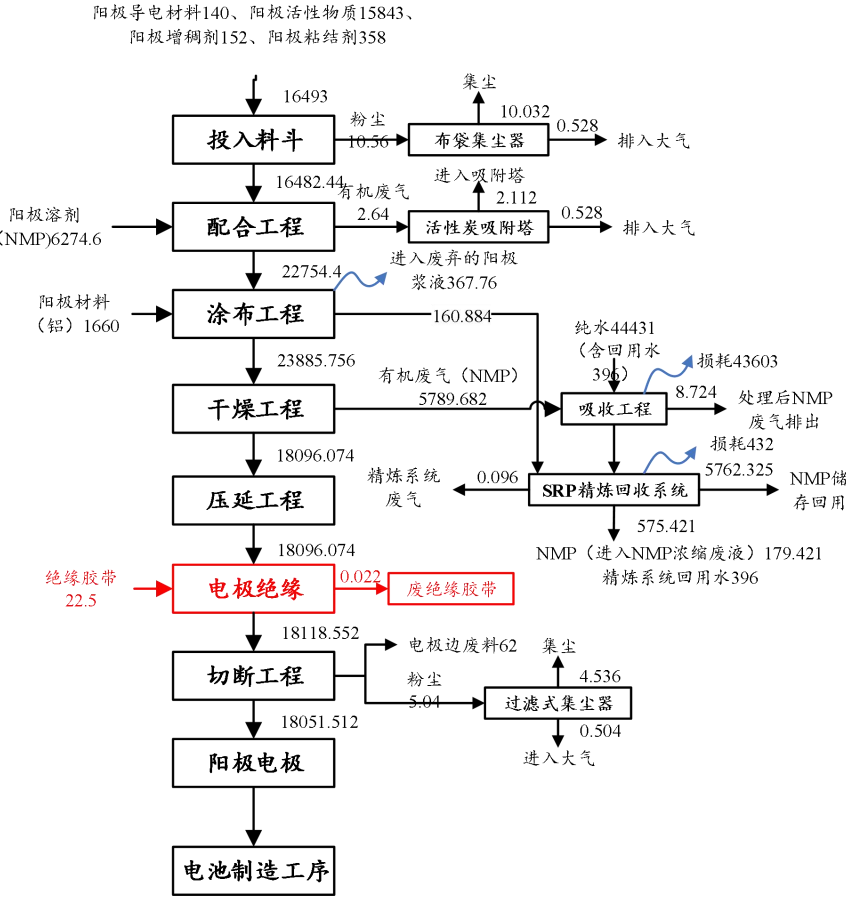 阳极导电材料140、阳极活性物质15843、
阳极增稠剂152、阳极粘结剂358
16493
集尘
粉尘
10.032
0.528
投入料斗
10.56
布袋集尘器
排入大气
16482.44
有机废气
进入吸附塔
2.112
阳极溶剂
（NMP)6274.6
配合工程
2.64
活性炭吸附塔
0.528
排入大气
22754.4
进入废弃的阳极
浆液367.76
阳极材料
（铝）1660
涂布工程
160.884
纯水44431
（含回用水
396）
损耗43603
23885.756
有机废气（NMP）
5789.682
8.724
干燥工程
吸收工程
处理后NMP
废气排出
18096.074
损耗432
精炼系统
废气
0.096
5762.325
压延工程
SRP精炼回收系统
NMP储
存回用
575.421
18096.074
NMP（进入NMP浓缩废液）179.421
精炼系统回用水396
绝缘胶带
22.5
电极绝缘
0.022
废绝缘胶带
18118.552
电极边废料62
集尘
切断工程
粉尘
5.04
4.536
过滤式集尘器
18051.512
0.504
进入大气
阳极电极
电池制造工序